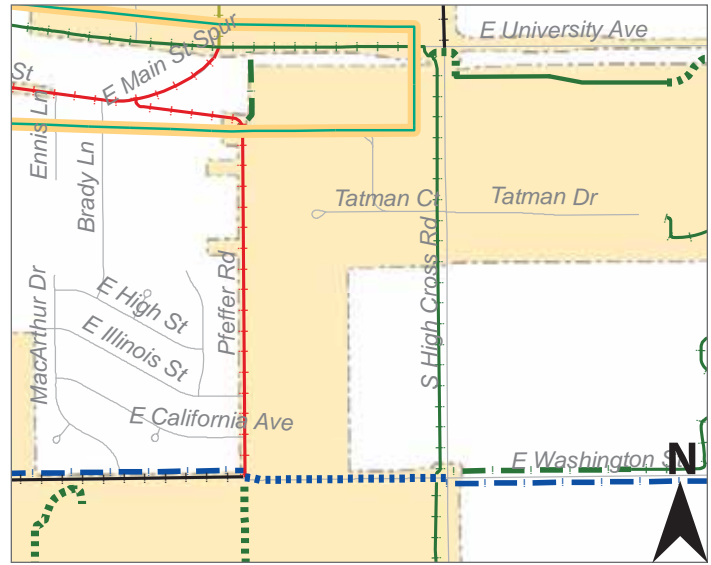 E University Ave
E Main St Spur
St
Ennis Ln
Brady Ln
Tatman Ct
Tatman Dr
S High Cross Rd
Pfeffer Rd
MacArthur Dr
E High St
E Illinois St
E California Ave
E Washington St
N